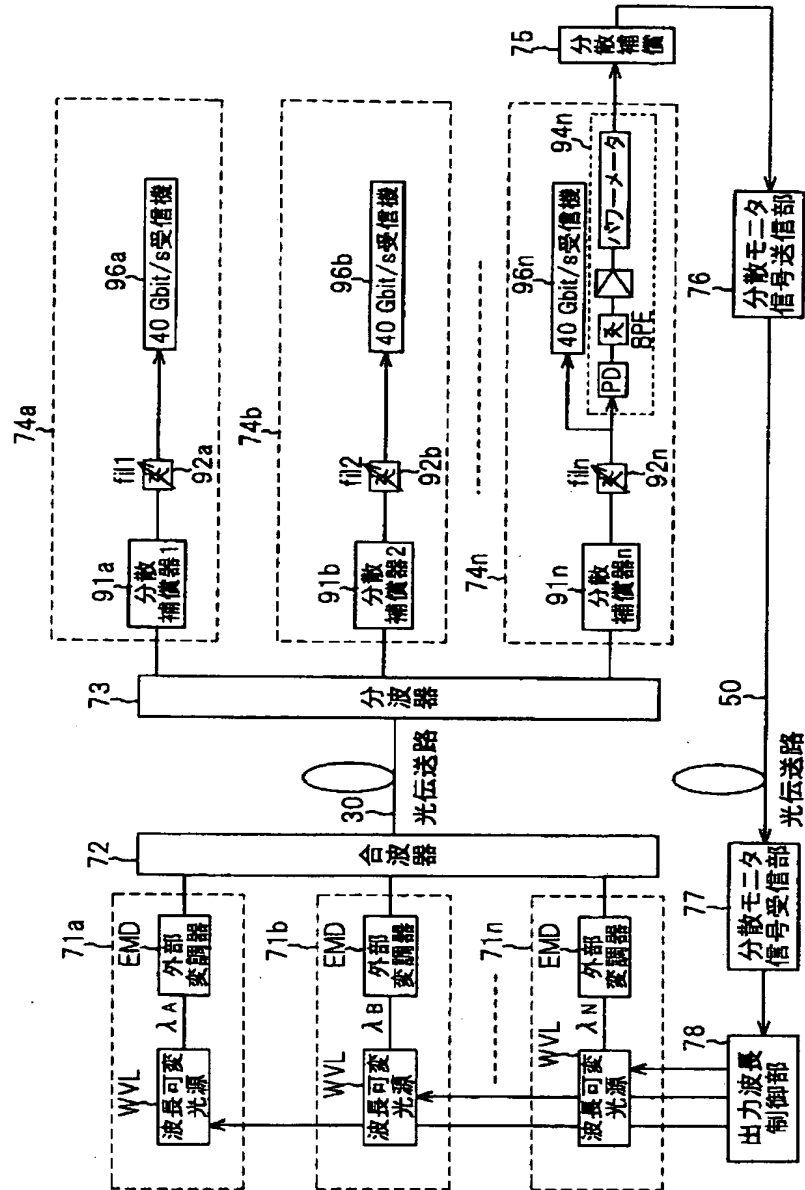 71a
WVL
波長可変
光源
λA
EMD
外部
変調器
71b
WVL
波長可変
光源
λB
EMD
外部
変調器
71n
WVL
波長可変
光源
λN
EMD
外部
変調器
72
合波器
30
光伝送路
73
分波器
74a
91a
分散
補償器1
fil1
92a
96a
40 Gbit/s受信機
74b
91b
分散
補償器2
fil2
92b
96b
40 Gbit/s受信機
74n
91n
分散
補償器n
filn
92n
96n
40 Gbit/s受信機
94n
PD
BPF
パワーメータ
75
分散
補償
76
分散モニタ
信号送信部
50
光伝送路
77
分散モニタ
信号受信部
78
出力波長
制御部